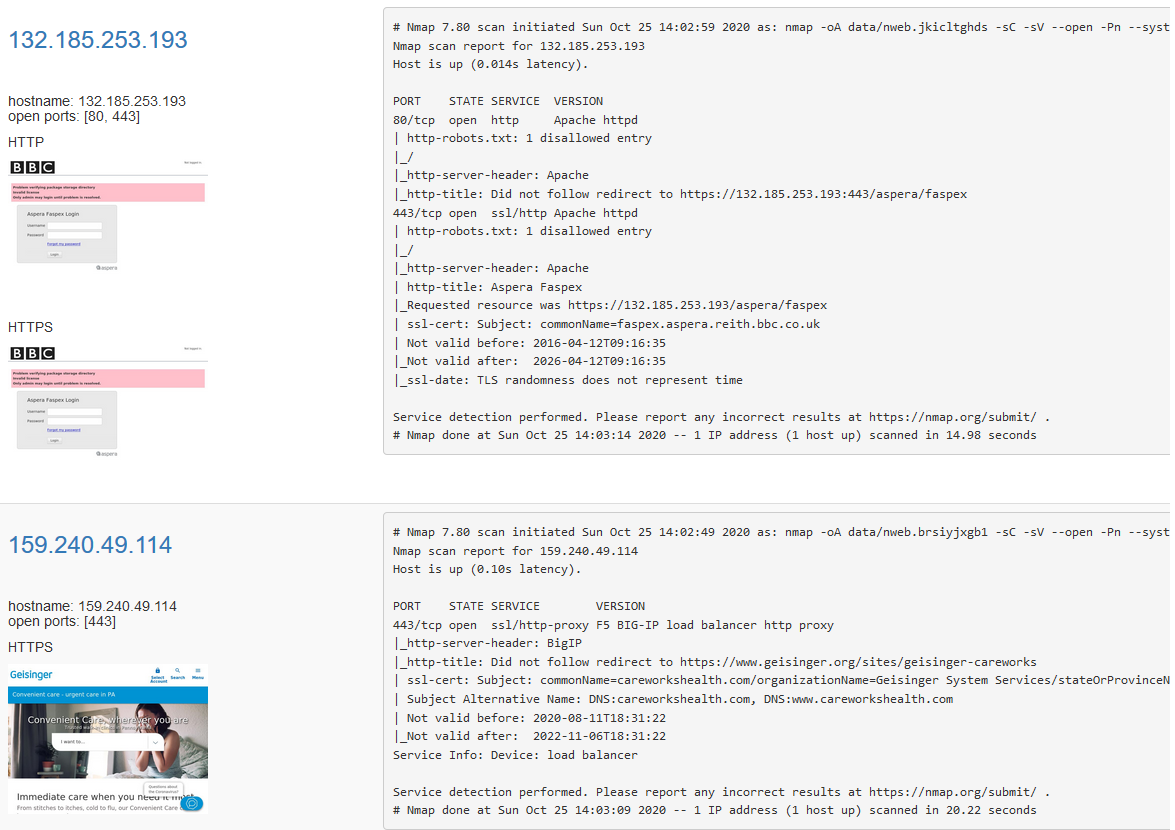 132.185.253.193
hostname: 132.185.253.193
open ports: [80, 443]
HTTP
BBC
Not logged in
Problem verifying package storage directory
Invalid license
Only admin may login until problem is resolved.
Aspera Faspex Login
Username
Password
Forgot my password
Login
aspera
HTTPS
BBC
Not logged in
Problem verifying package storage directory
Invalid license
Only admin may login until problem is resolved.
Aspera Faspex Login
Username
Password
Forgot my password
Login
aspera
# Nmap 7.80 scan initiated Sun Oct 25 14:02:59 2020 as: nmap -oA data/nweb.jkicltghds -sC -sV --open -Pn --syst
Nmap scan report for 132.185.253.193
Host is up (0.014s latency).
PORT    STATE SERVICE  VERSION
80/tcp  open  http     Apache httpd
| http-robots.txt: 1 disallowed entry
|_/
|_http-server-header: Apache
|_http-title: Did not follow redirect to https://132.185.253.193:443/aspera/faspex
443/tcp open  ssl/http Apache httpd
| http-robots.txt: 1 disallowed entry
|_/
|_http-server-header: Apache
| http-title: Aspera Faspex
|_Requested resource was https://132.185.253.193/aspera/faspex
| ssl-cert: Subject: commonName=faspex.aspera.reith.bbc.co.uk
| Not valid before: 2016-04-12T09:16:35
|_Not valid after:  2026-04-12T09:16:35
|_ssl-date: TLS randomness does not represent time
Service detection performed. Please report any incorrect results at https://nmap.org/submit/ .
# Nmap done at Sun Oct 25 14:03:14 2020 -- 1 IP address (1 host up) scanned in 14.98 seconds
159.240.49.114
hostname: 159.240.49.114
open ports: [443]
HTTPS
Geisinger
Select Account
Search
Menu
Convenient care - urgent care in PA
Convenient Care, wherever you are
I want to...
Questions about
the Coronavirus?
Immediate care when you need it most
From stitches to itches, cold to flu, our Convenient Care
# Nmap 7.80 scan initiated Sun Oct 25 14:02:49 2020 as: nmap -oA data/nweb.brsiyjxgb1 -sC -sV --open -Pn --syst
Nmap scan report for 159.240.49.114
Host is up (0.10s latency).
PORT    STATE SERVICE        VERSION
443/tcp open  ssl/http-proxy F5 BIG-IP load balancer http proxy
|_http-server-header: BigIP
|_http-title: Did not follow redirect to https://www.geisinger.org/sites/geisinger-careworks
| ssl-cert: Subject: commonName=careworkshealth.com/organizationName=Geisinger System Services/stateOrProvinceN
| Subject Alternative Name: DNS:careworkshealth.com, DNS:www.careworkshealth.com
| Not valid before: 2020-08-11T18:31:22
|_Not valid after:  2022-11-06T18:31:22
Service Info: Device: load balancer
Service detection performed. Please report any incorrect results at https://nmap.org/submit/ .
# Nmap done at Sun Oct 25 14:03:09 2020 -- 1 IP address (1 host up) scanned in 20.22 seconds